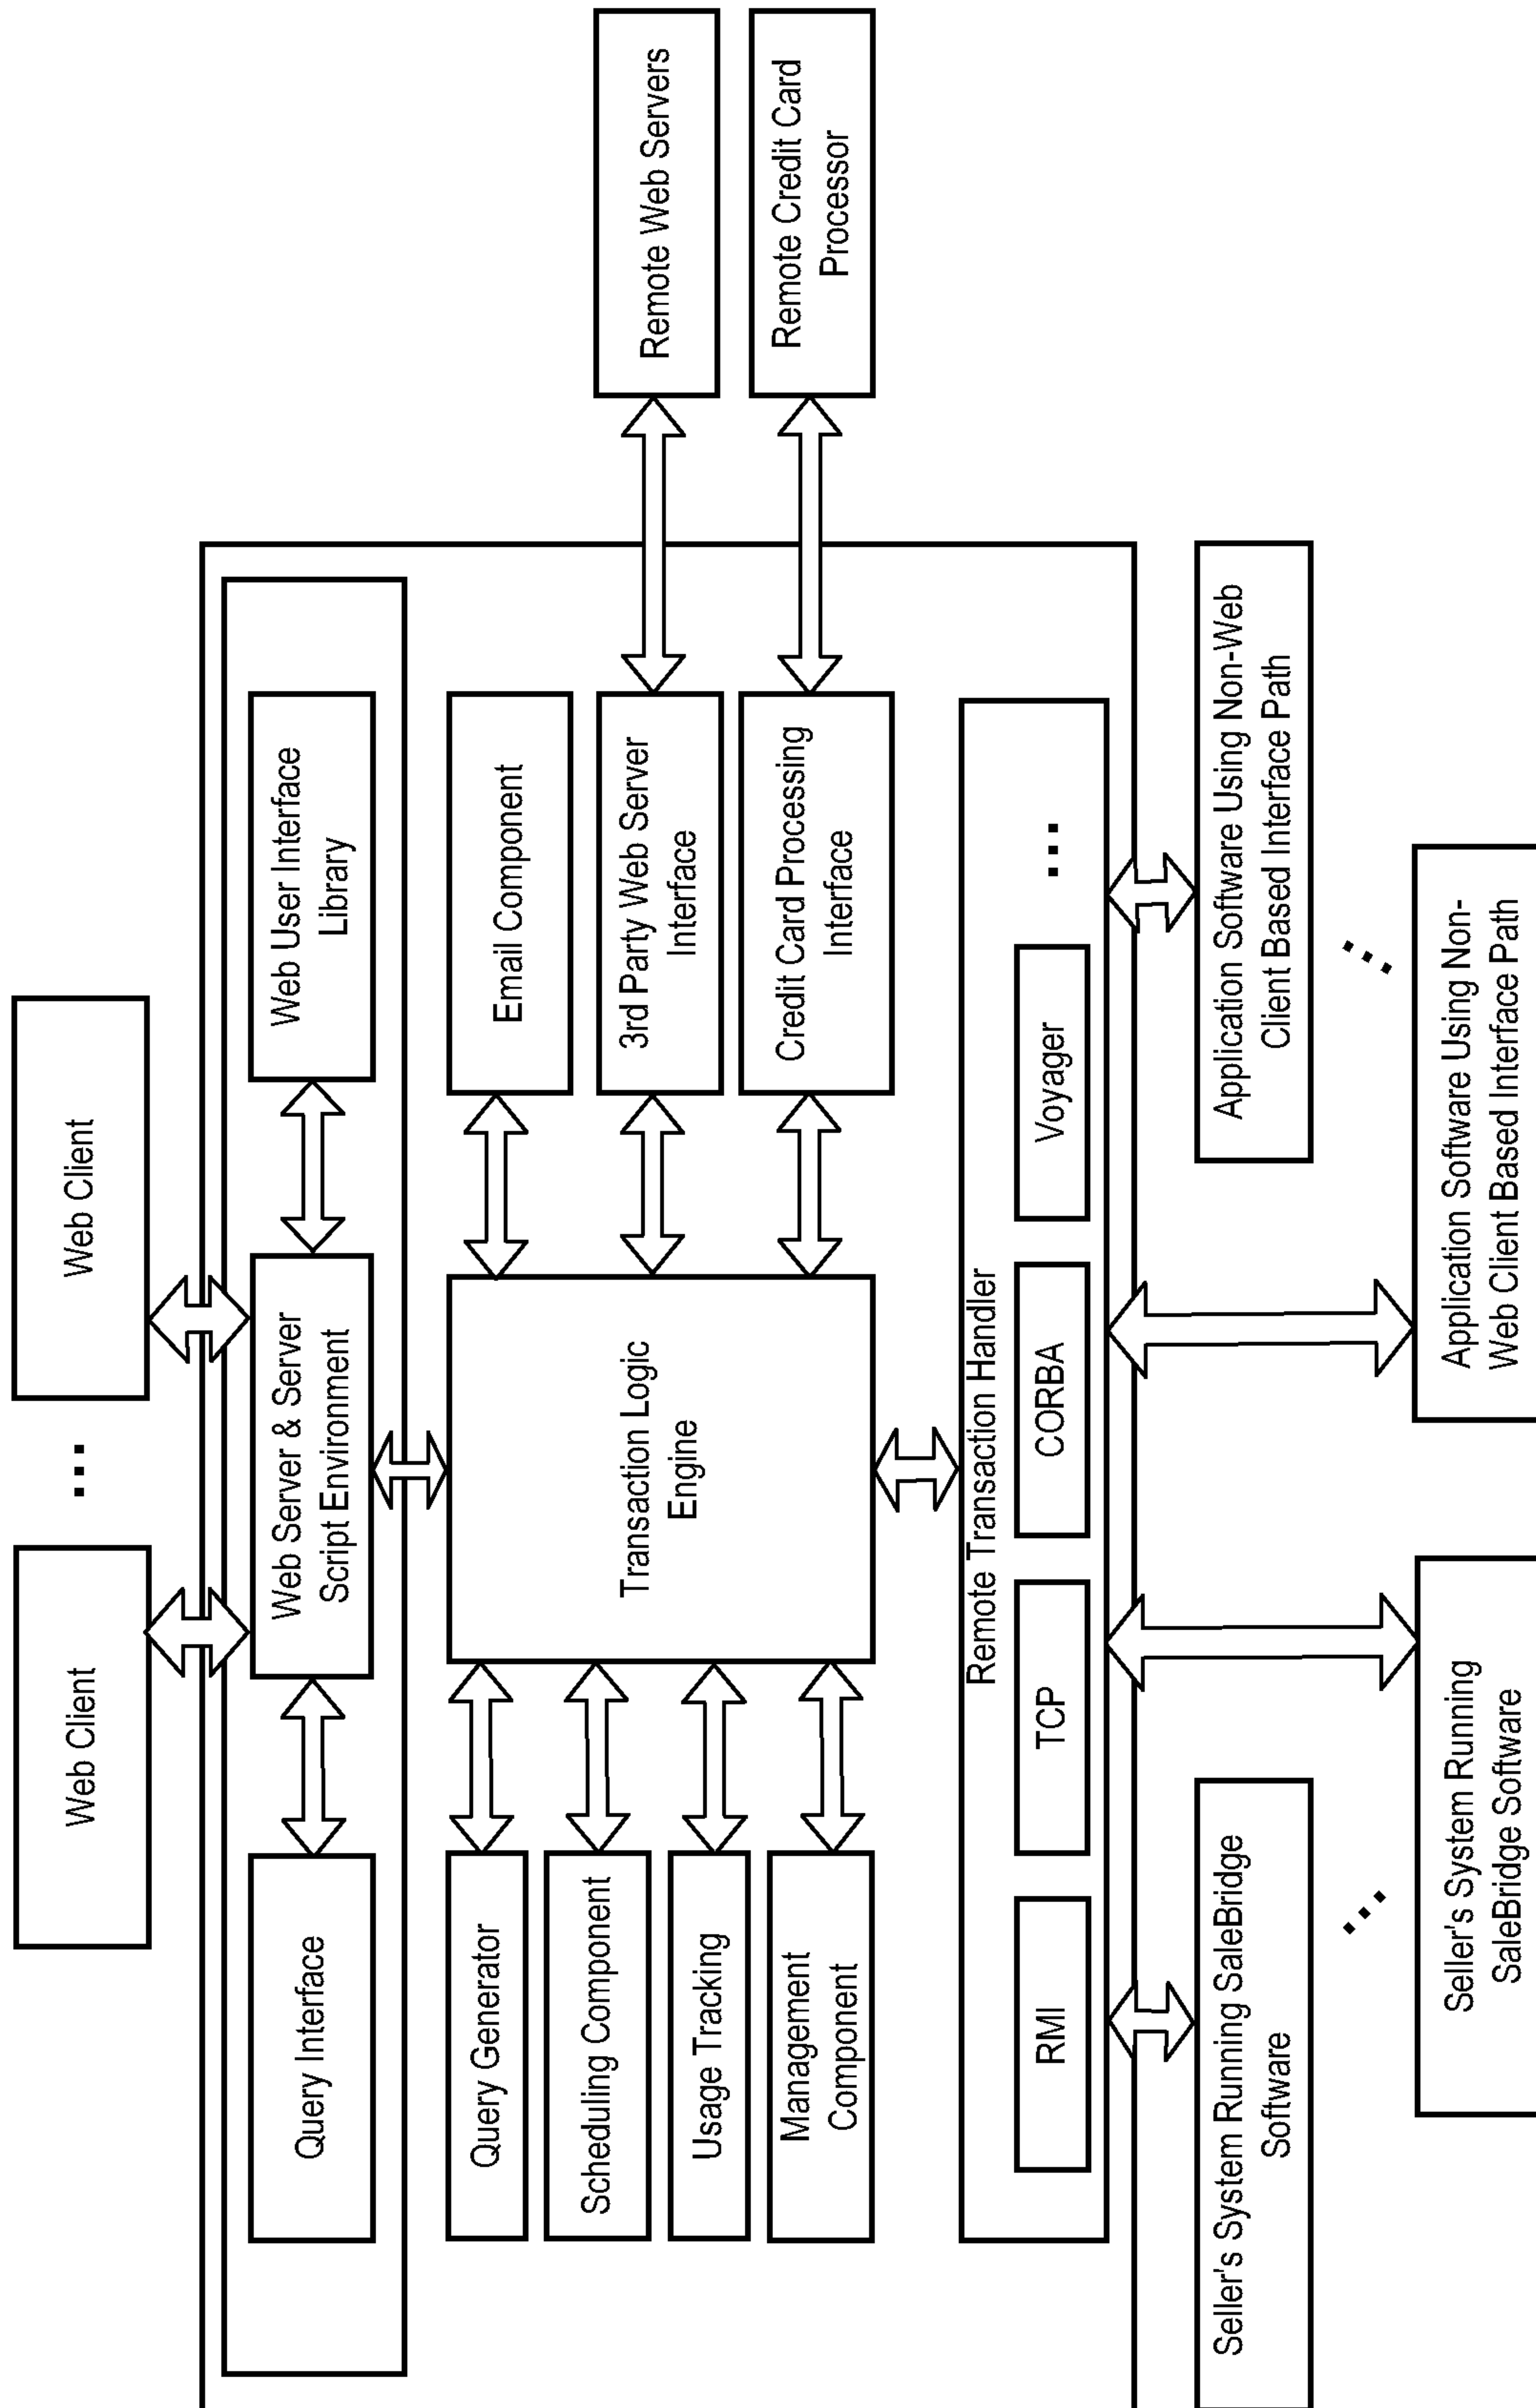 Web Client
...
Web Client
Query Interface
Web Server & Server
Script Environment
Web User Interface
Library
Query Generator
Scheduling Component
Usage Tracking
Management
Component
Transaction Logic
Engine
Email Component
3rd Party Web Server
Interface
Credit Card Processing
Interface
Remote Web Servers
Remote Credit Card
Processor
Remote Transaction Handler
RMI
TCP
CORBA
Voyager
...
Seller's System Running SaleBridge
Software
...
Seller's System Running
SaleBridge Software
Application Software Using Non-Web
Client Based Interface Path
...
Application Software Using Non-
Web Client Based Interface Path